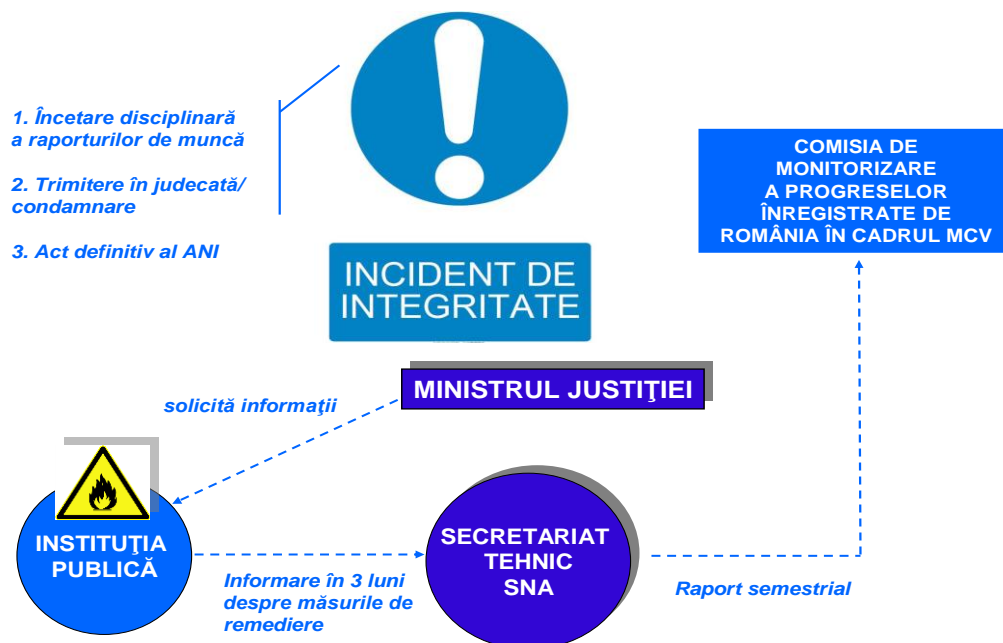 1. Încetare disciplinară
a raporturilor de muncă
2. Trimitere în judecată/
condamnare
3. Act definitiv al ANI
COMISIA DE
MONITORIZARE
A PROGRESELOR
ÎNREGISTRATE DE
ROMÂNIA ÎN CADRUL MCV
INCIDENT DE
INTEGRITATE
MINISTRUL JUSTIŢIEI
solicită informaţii
INSTITUŢIA
PUBLICĂ
SECRETARIAT
TEHNIC
SNA
Informare în 3 luni
despre măsurile de
remediere
Raport semestrial